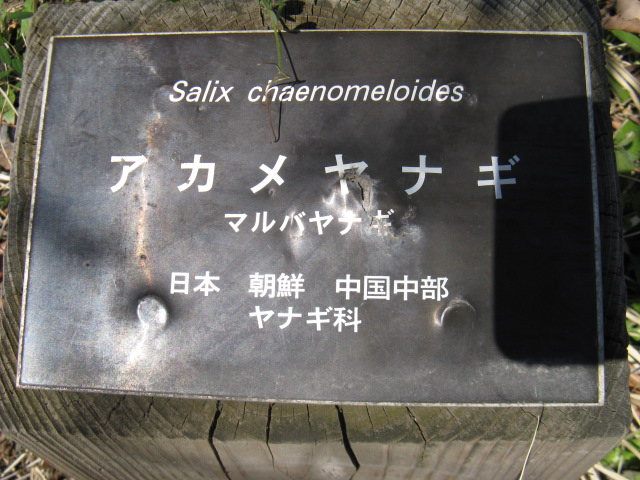 Salix chaenomeloides
アカメヤナギ
マルバヤナギ
日本 朝鮮 中国中部
ヤナギ科